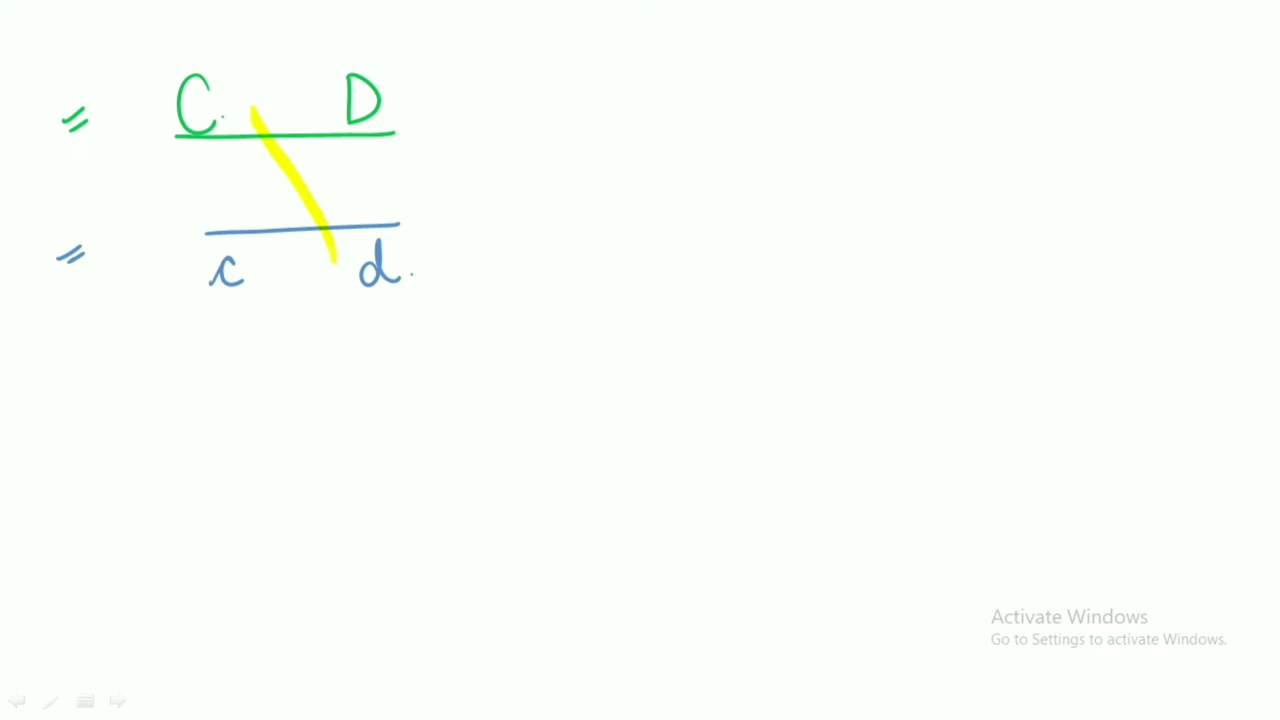 = C. D
= c d.
Activate Windows
Go to Settings to activate Windows.